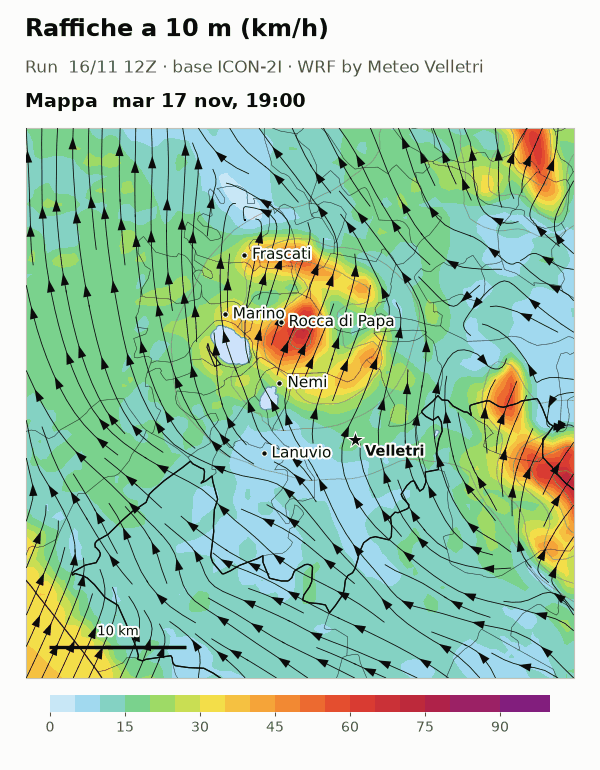 Raffiche a 10 m (km/h)
Run  16/11 12Z · base ICON-2I · WRF by Meteo Velletri
Mappa  mar 17 nov, 19:00
Frascati
Marino
Rocca di Papa
Nemi
Velletri
Lanuvio
10 km
0 15 30 45 60 75 90